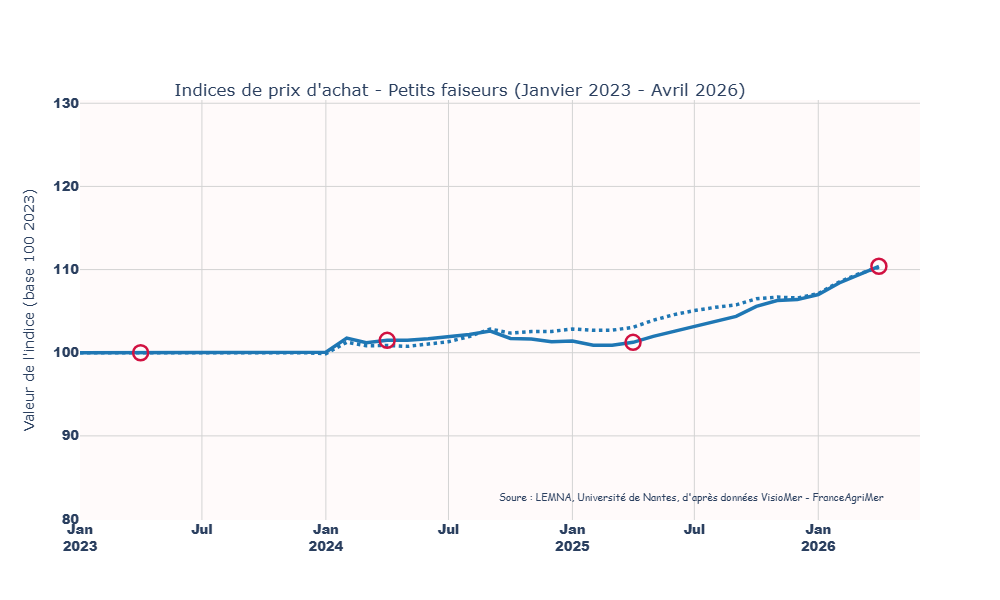 Indices de prix d'achat - Petits faiseurs (Janvier 2023 - Avril 2026)
Valeur de l'indice (base 100 2023)
130
120
110
100
90
80
Soure : LEMNA, Université de Nantes, d'après données VisioMer - FranceAgriMer
Jan Jul Jan Jul Jan Jul Jan
2023 2024 2025 2026